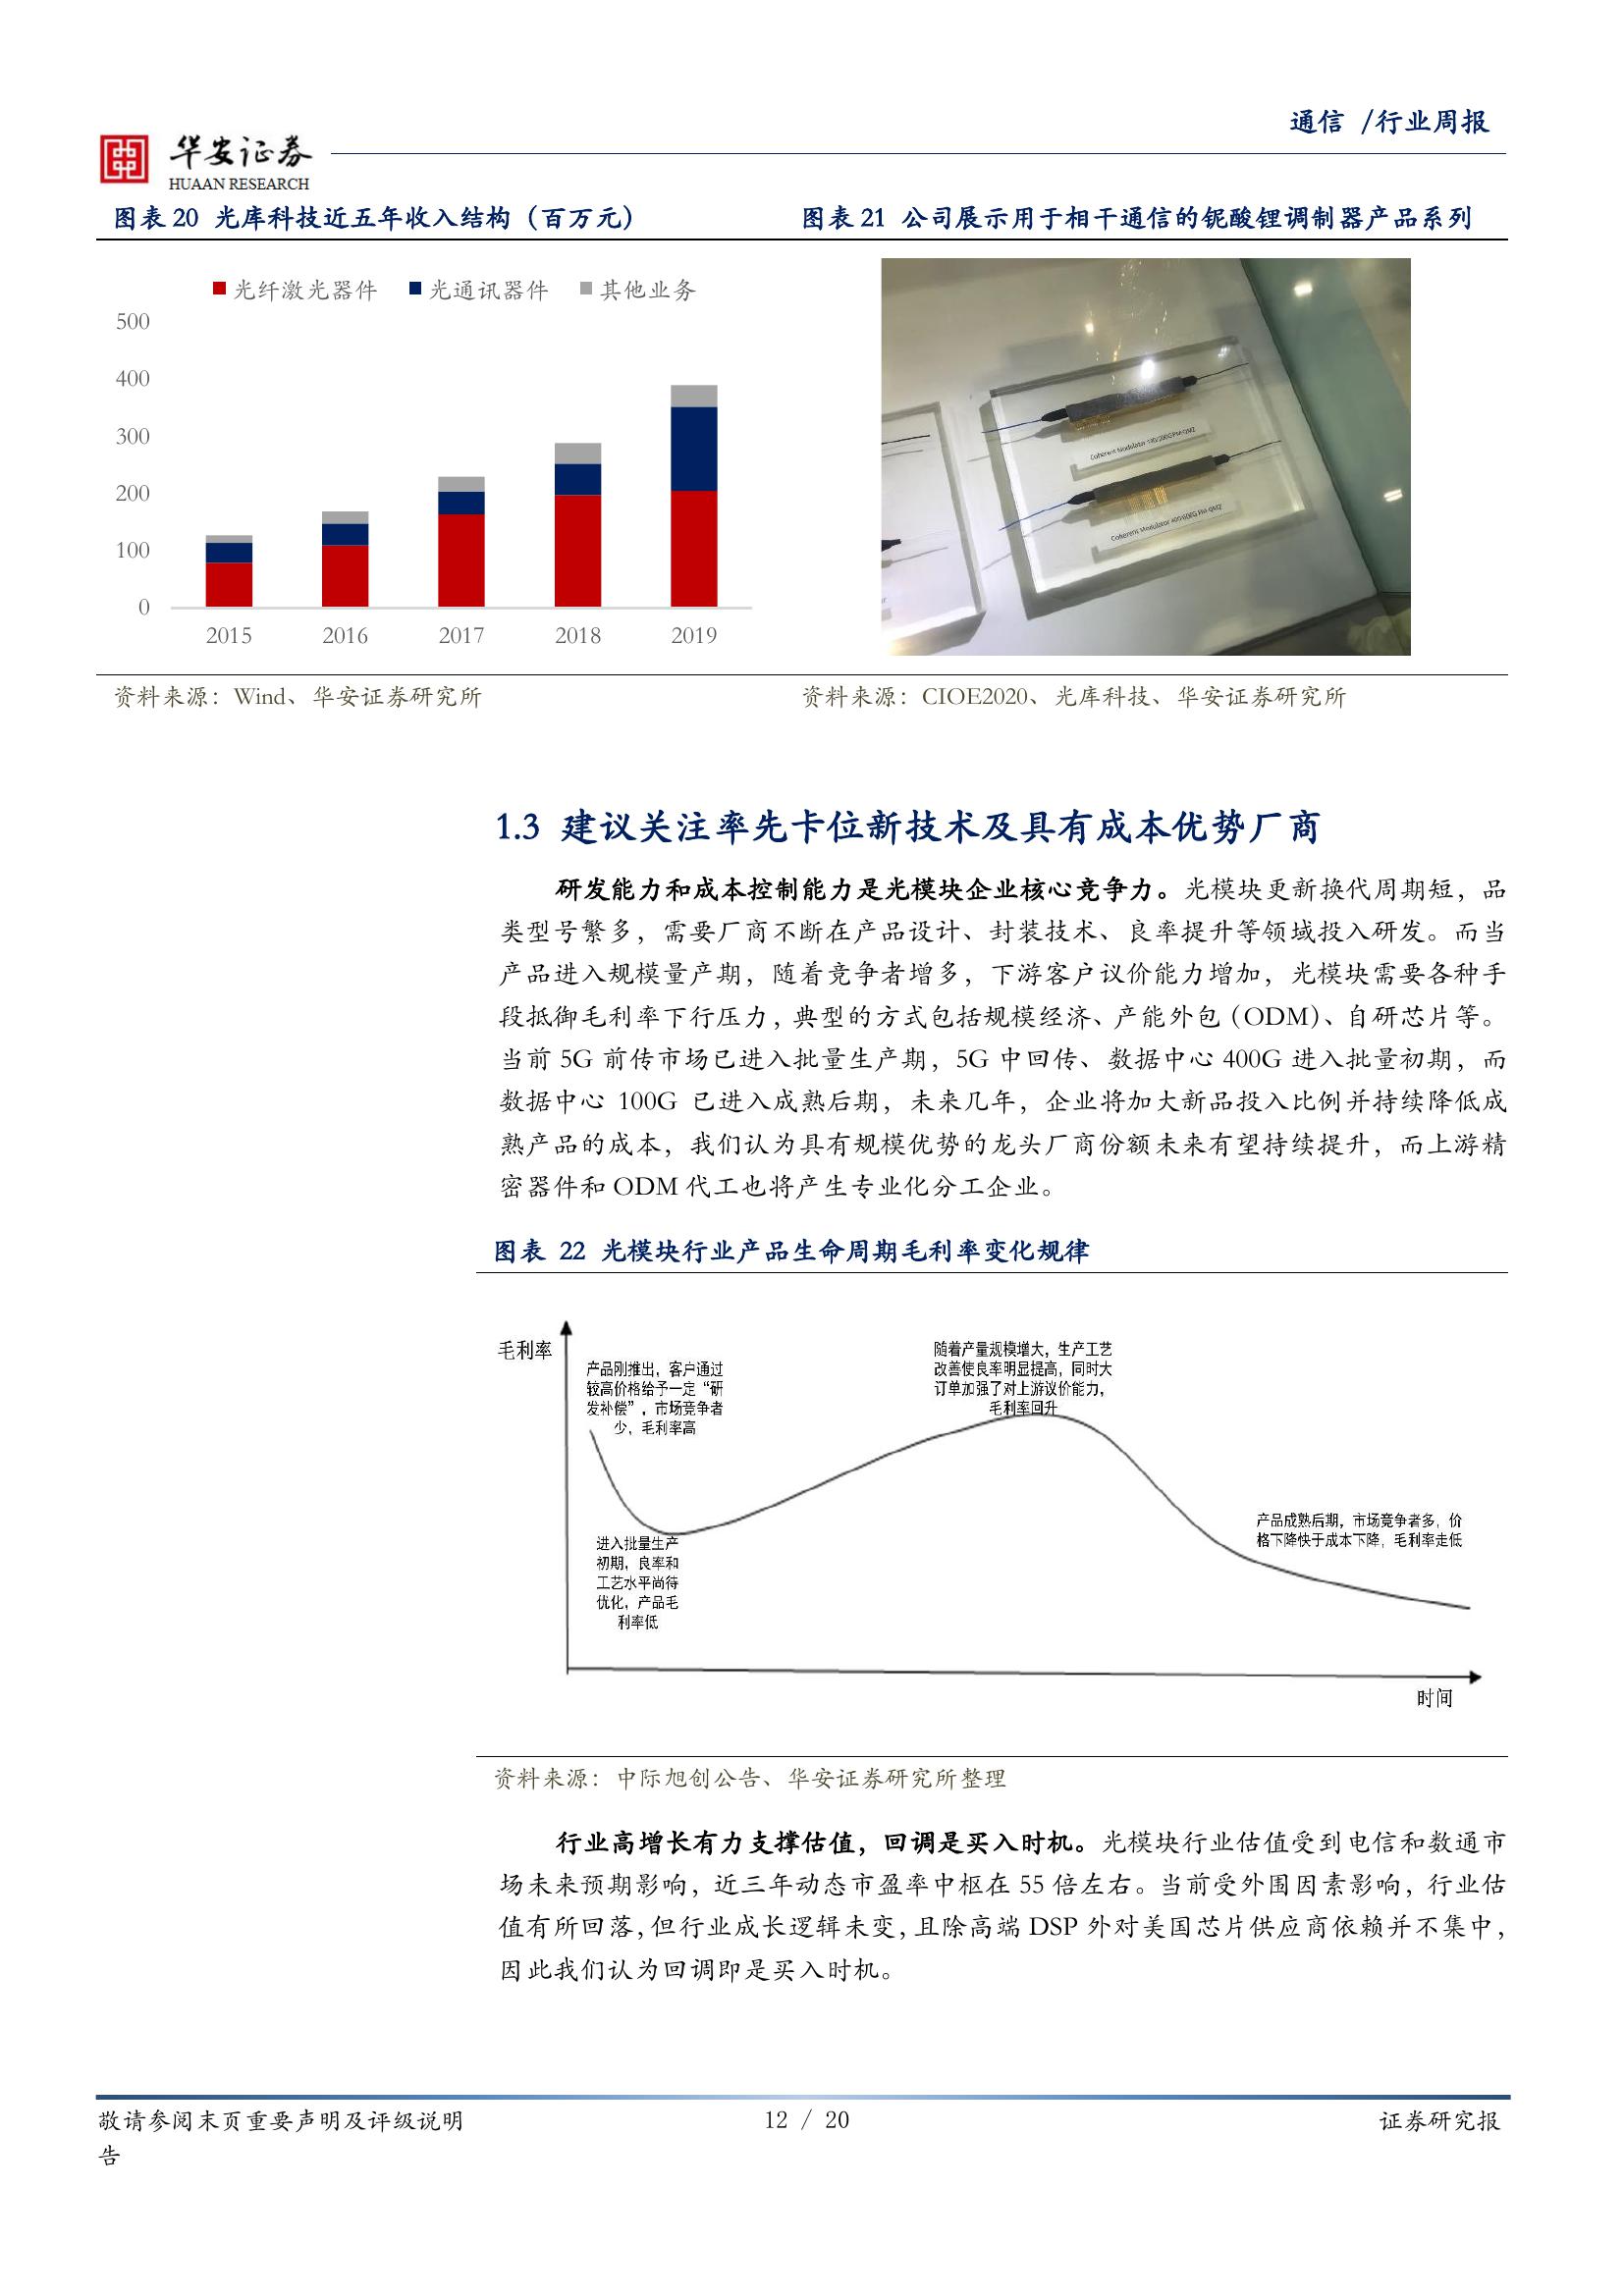 通信 /行业周报
华安证券
HUAAN RESEARCH
图表 20 光库科技近五年收入结构（百万元）
光纤激光器件 光通讯器件 其他业务
500
400
300
200
100
0
2015 2016 2017 2018 2019
资料来源：Wind、华安证券研究所
图表 21 公司展示用于相干通信的铌酸锂调制器产品系列
资料来源：CIOE2020、光库科技、华安证券研究所
1.3 建议关注率先卡位新技术及具有成本优势厂商
研发能力和成本控制能力是光模块企业核心竞争力。光模块更新换代周期短，品
类型号繁多，需要厂商不断在产品设计、封装技术、良率提升等领域投入研发。而当
产品进入规模量产期，随着竞争者增多，下游客户议价能力增加，光模块需要各种手
段抵御毛利率下行压力，典型的方式包括规模经济、产能外包（ODM）、自研芯片等。
当前 5G 前传市场已进入批量生产期，5G 中回传、数据中心 400G 进入批量初期，而
数据中心 100G 已进入成熟后期，未来几年，企业将加大新品投入比例并持续降低成
熟产品的成本，我们认为具有规模优势的龙头厂商份额未来有望持续提升，而上游精
密器件和 ODM 代工也将产生专业化分工企业。
图表 22 光模块行业产品生命周期毛利率变化规律
毛利率
产品刚推出，客户通过
较高价格给予一定“研
发补偿”，市场竞争者
少，毛利率高
进入批量生产
初期，良率和
工艺水平尚待
优化，产品毛
利率低
随着产量规模增大，生产工艺
改善使良率明显提高，同时大
订单加强了对上游议价能力，
毛利率回升
产品成熟后期，市场竞争者多，价
格下降快于成本下降，毛利率走低
时间
资料来源：中际旭创公告、华安证券研究所整理
行业高增长有力支撑估值，回调是买入时机。光模块行业估值受到电信和数通市
场未来预期影响，近三年动态市盈率中枢在 55 倍左右。当前受外围因素影响，行业估
值有所回落，但行业成长逻辑未变，且除高端 DSP 外对美国芯片供应商依赖并不集中，
因此我们认为回调即是买入时机。
敬请参阅末页重要声明及评级说明 12 / 20 证券研究报
告